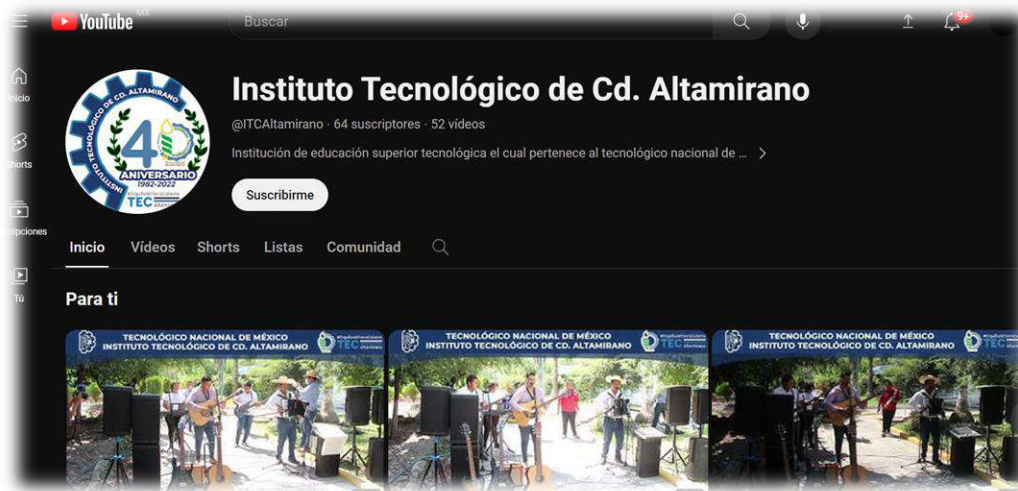 YouTube MX
Buscar
9+
Inicio
Shorts
Tú
Instituto Tecnológico de Cd. Altamirano
@ITCAltamirano · 64 suscriptores · 52 vídeos
Institución de educación superior tecnológica el cual pertenece al tecnológico nacional de ...
Suscribirme
INSTITUTO TECNOLÓGICO DE CD. ALTAMIRANO
40
ANIVERSARIO
1982-2022
TEC
Inicio Vídeos Shorts Listas Comunidad
Para ti
TECNOLÓGICO NACIONAL DE MÉXICO
INSTITUTO TECNOLÓGICO DE CD. ALTAMIRANO
TEC
TECNOLÓGICO NACIONAL DE MÉXICO
INSTITUTO TECNOLÓGICO DE CD. ALTAMIRANO
TEC
TECNOLÓGICO NACIONAL DE MÉXICO
INSTITUTO TECNOLÓGICO DE CD. ALTAMIRANO
TEC